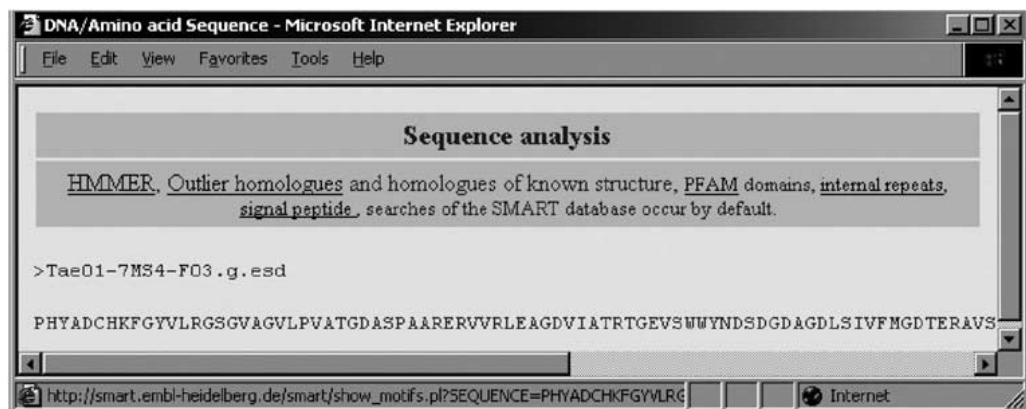 DNA/Amino acid Sequence - Microsoft Internet Explorer
File Edit View Favorites Tools Help
Sequence analysis
HMMER, Outlier homologues and homologues of known structure, PFAM domains, internal repeats,
signal peptide , searches of the SMART database occur by default.
>Tae01-7MS4-F03.g.esd
PHYADCHKFGYVLRGSGVAGVLPVATGDASPAARERVVRLEAGDVIATRTGEVSWWYNDSDGDAGDLSIVFMGDTERAVS
http://smart.embl-heidelberg.de/smart/show_motifs.pl?SEQUENCE=PHYADCHKFGYVLRG
Internet